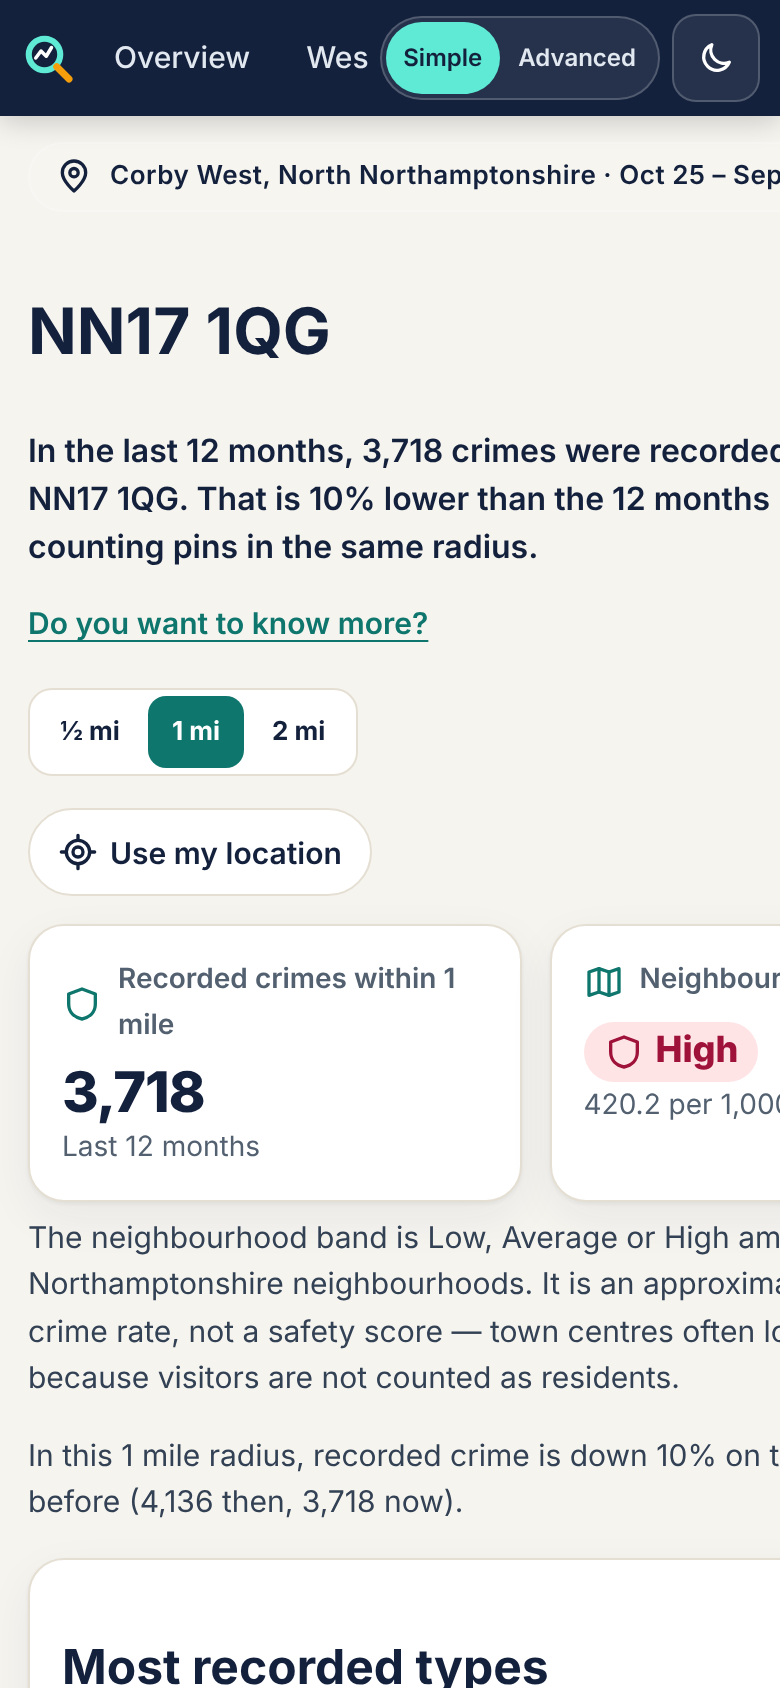 Overview Wes Simple Advanced
Corby West, North Northamptonshire · Oct 25 – Sep
NN17 1QG
In the last 12 months, 3,718 crimes were recorded
NN17 1QG. That is 10% lower than the 12 months
counting pins in the same radius.
Do you want to know more?
½ mi 1 mi 2 mi
Use my location
Recorded crimes within 1
mile
3,718
Last 12 months
Neighbour
High
420.2 per 1,000
The neighbourhood band is Low, Average or High am
Northamptonshire neighbourhoods. It is an approxima
crime rate, not a safety score — town centres often lo
because visitors are not counted as residents.
In this 1 mile radius, recorded crime is down 10% on t
before (4,136 then, 3,718 now).
Most recorded types